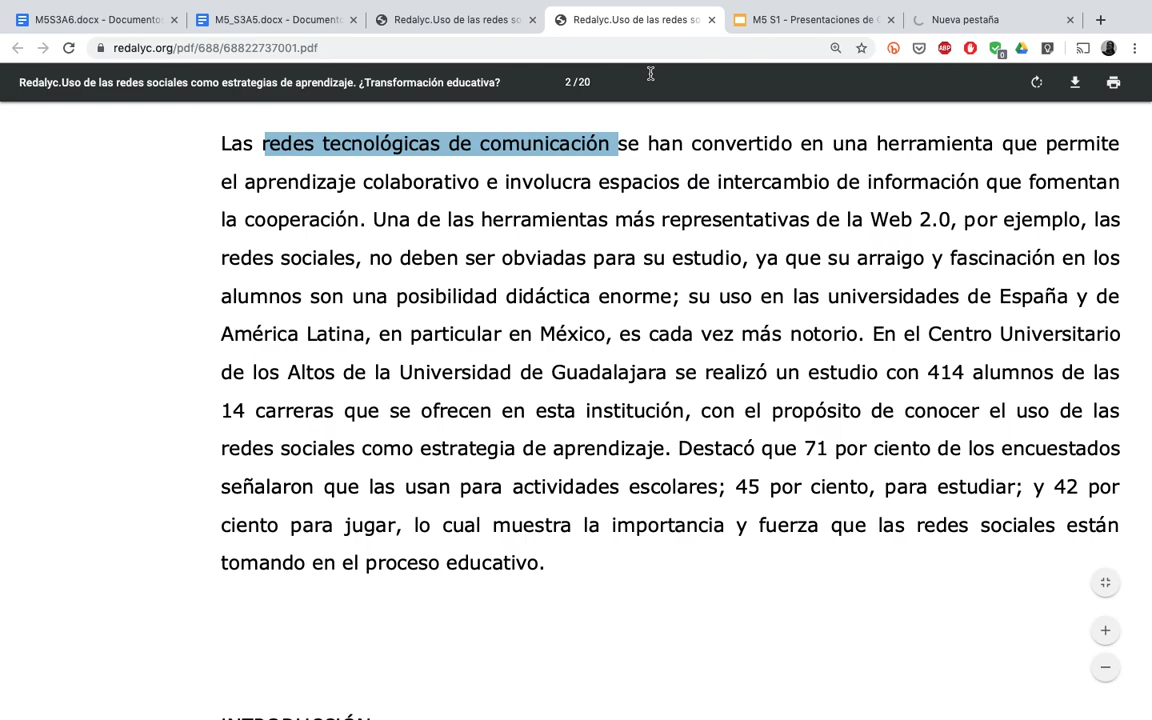 M5S3A6.docx - Documento
M5_S3A5.docx - Document
Redalyc.Uso de las redes so
Redalyc.Uso de las redes so
M5 S1 - Presentaciones de G
Nueva pestaña
redalyc.org/pdf/688/68822737001.pdf
ABP
0
Redalyc.Uso de las redes sociales como estrategias de aprendizaje. ¿Transformación educativa?
2 / 20
Las redes tecnológicas de comunicación se han convertido en una herramienta que permite
el aprendizaje colaborativo e involucra espacios de intercambio de información que fomentan
la cooperación. Una de las herramientas más representativas de la Web 2.0, por ejemplo, las
redes sociales, no deben ser obviadas para su estudio, ya que su arraigo y fascinación en los
alumnos son una posibilidad didáctica enorme; su uso en las universidades de España y de
América Latina, en particular en México, es cada vez más notorio. En el Centro Universitario
de los Altos de la Universidad de Guadalajara se realizó un estudio con 414 alumnos de las
14 carreras que se ofrecen en esta institución, con el propósito de conocer el uso de las
redes sociales como estrategia de aprendizaje. Destacó que 71 por ciento de los encuestados
señalaron que las usan para actividades escolares; 45 por ciento, para estudiar; y 42 por
ciento para jugar, lo cual muestra la importancia y fuerza que las redes sociales están
tomando en el proceso educativo.
INTRODUCCIÓN